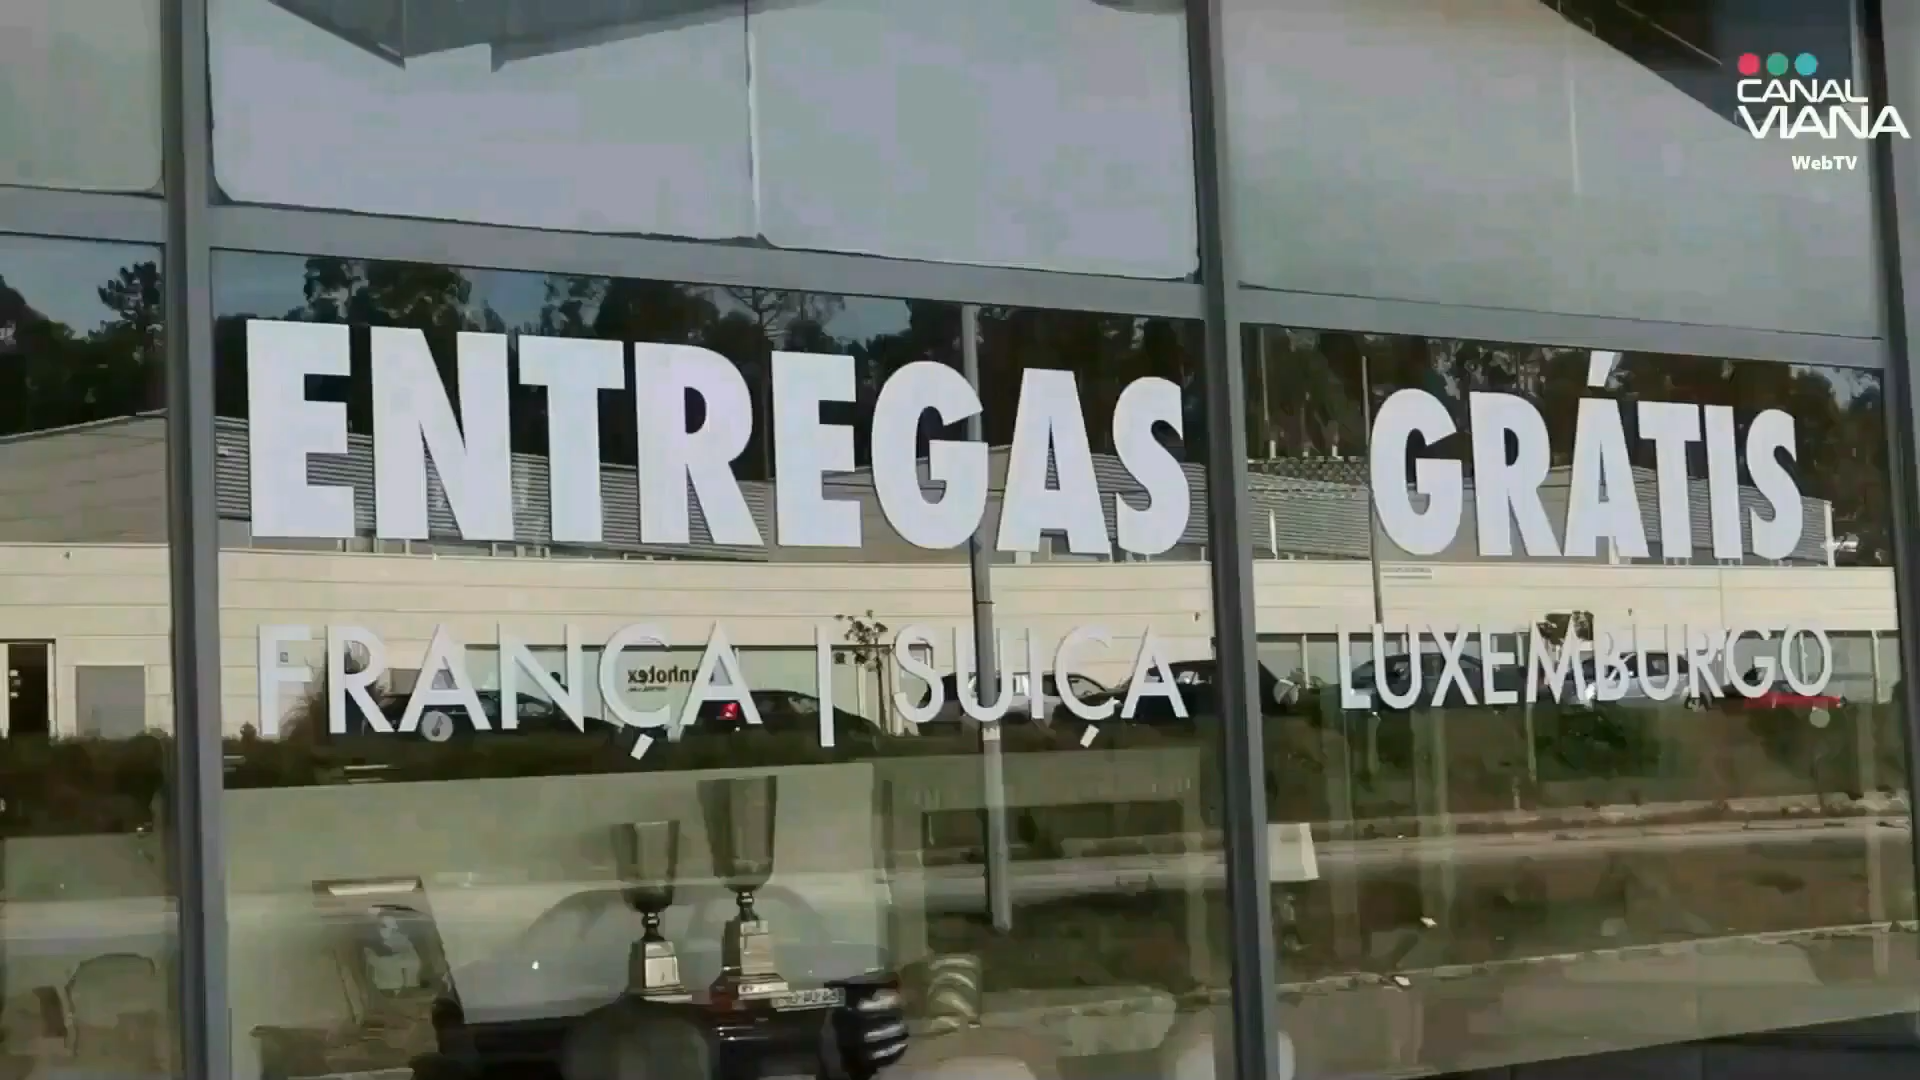 CANAL
VIANA
WebTV
ENTREGAS GRÁTIS
FRANÇA | SUIÇA LUXEMBURGO